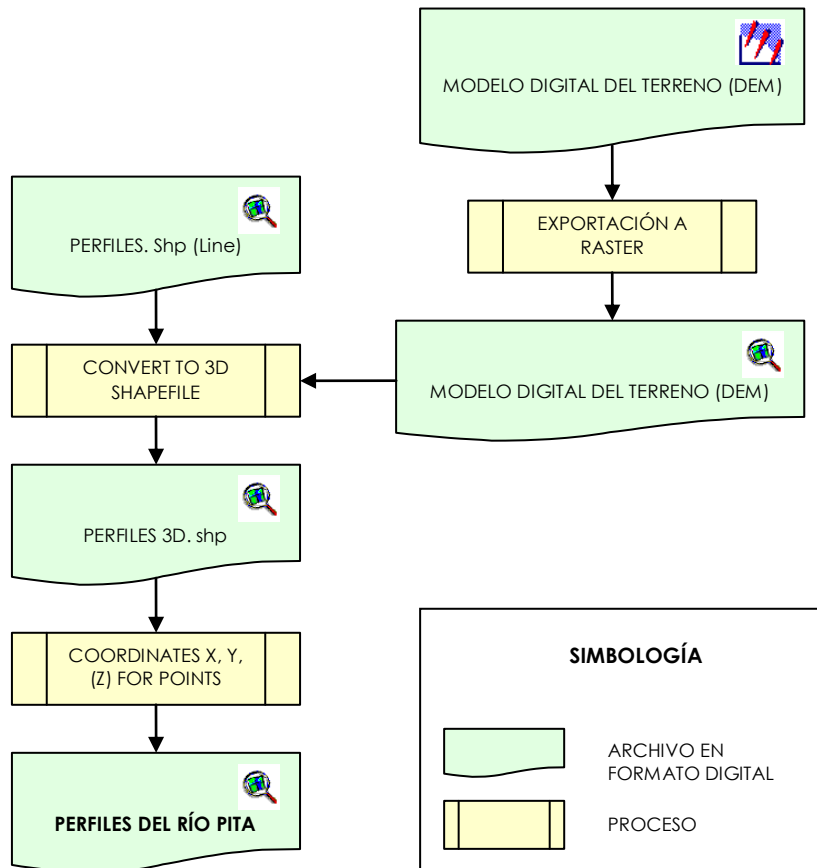 MODELO DIGITAL DEL TERRENO (DEM)
EXPORTACIÓN A
RASTER
MODELO DIGITAL DEL TERRENO (DEM)
PERFILES. Shp (Line)
CONVERT TO 3D
SHAPEFILE
PERFILES 3D. shp
COORDINATES X, Y,
(Z) FOR POINTS
PERFILES DEL RÍO PITA
SIMBOLOGÍA
ARCHIVO EN
FORMATO DIGITAL
PROCESO